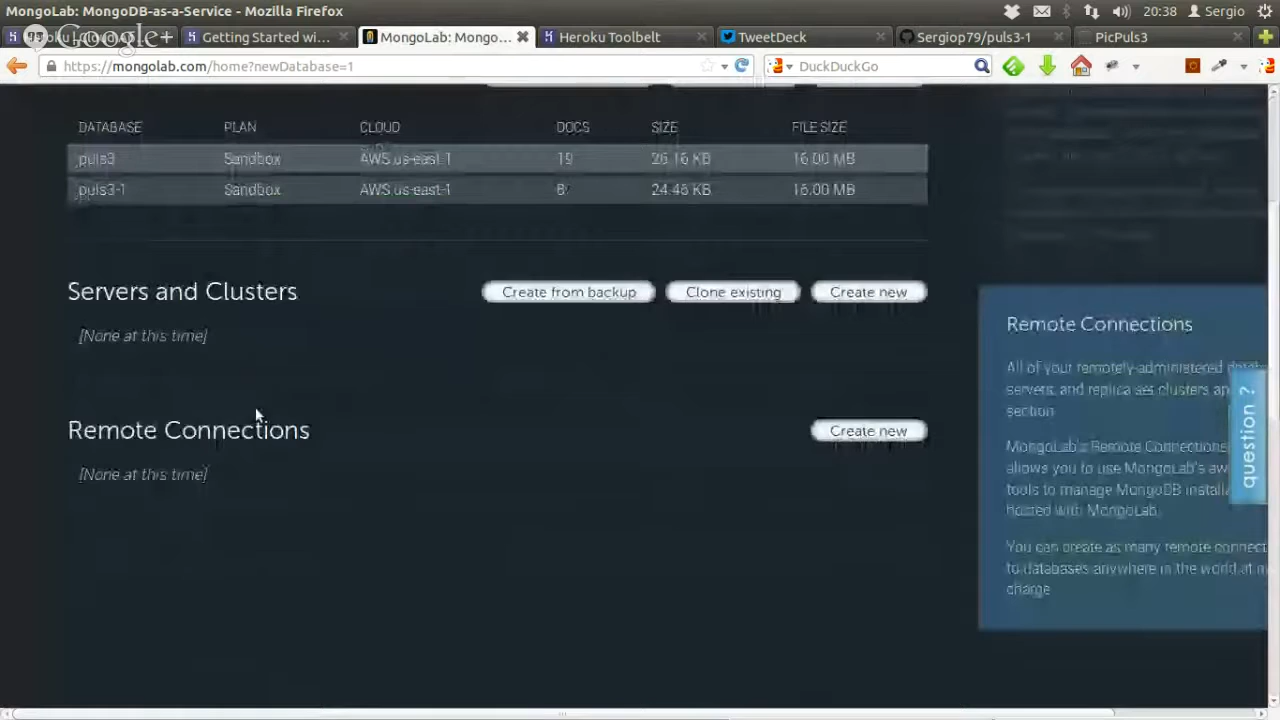 MongoLab: MongoDB-as-a-Service - Mozilla Firefox
20:38
Sergio
Google+
Getting Started wi...
MongoLab: Mongo...
Heroku Toolbelt
TweetDeck
Sergiop79/puls3-1
PicPuls3
https://mongolab.com/home?newDatabase=1
DuckDuckGo
DATABASE PLAN CLOUD DOCS SIZE FILE SIZE
puls3 Sandbox AWS us-east-1 19 26.16 KB 16.00 MB
puls3-1 Sandbox AWS us-east-1 24.46 KB 16.00 MB
Servers and Clusters
Create from backup
Clone existing
Create new
[None at this time]
Remote Connections
Create new
[None at this time]
Remote Connections
All of your remotely-administered
servers, and replica set clusters
section
MongoLab's Remote Connections
allows you to use MongoLab's
tools to manage MongoDB
hosted with MongoLab.
You can create as many remote
to databases anywhere in the world at
charge
question ?